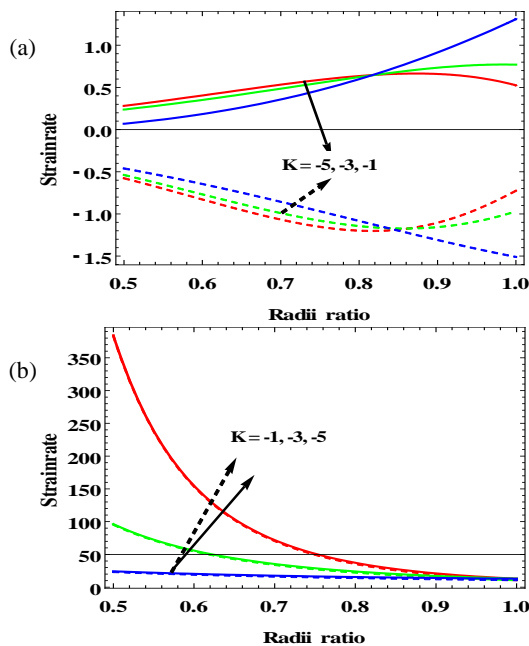 (a)
1.0
0.5
0.0
-0.5
-1.0
-1.5
Strainrate
K = -5, -3, -1
0.5 0.6 0.7 0.8 0.9 1.0
Radii ratio
(b)
350
300
250
200
150
100
50
0
Strainrate
K = -1, -3, -5
0.5 0.6 0.7 0.8 0.9 1.0
Radii ratio